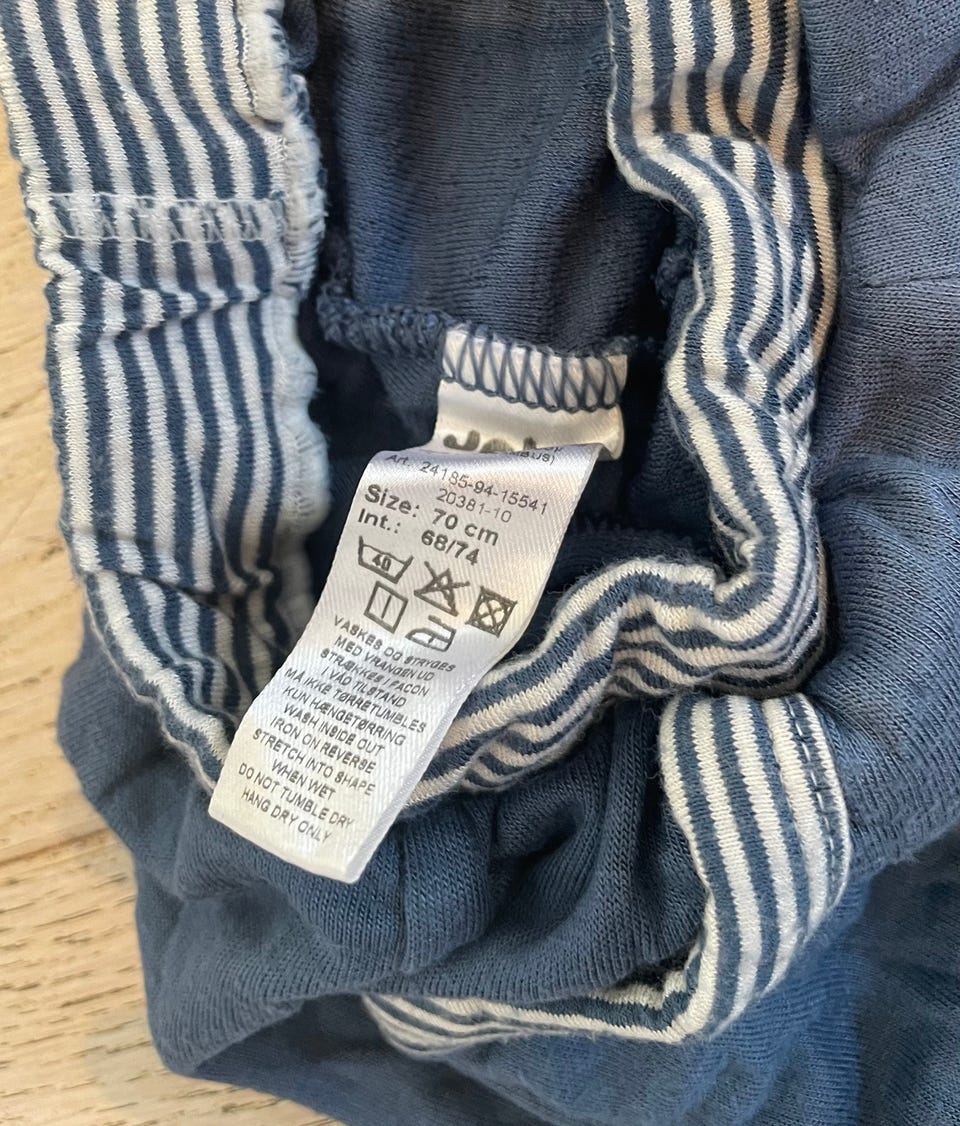 Art. 24185-94-15541
20381-10
Size: 70 cm
Int.: 68/74
40
VASKES OG STRYGES
MED VRANGEN UD
STRÆKKES I FACON
I VÅD TILSTAND
MÅ IKKE TØRRETUMBLES
KUN HÆNGETØRRING
WASH INSIDE OUT
IRON ON REVERSE
STRETCH INTO SHAPE
WHEN WET
DO NOT TUMBLE DRY
HANG DRY ONLY